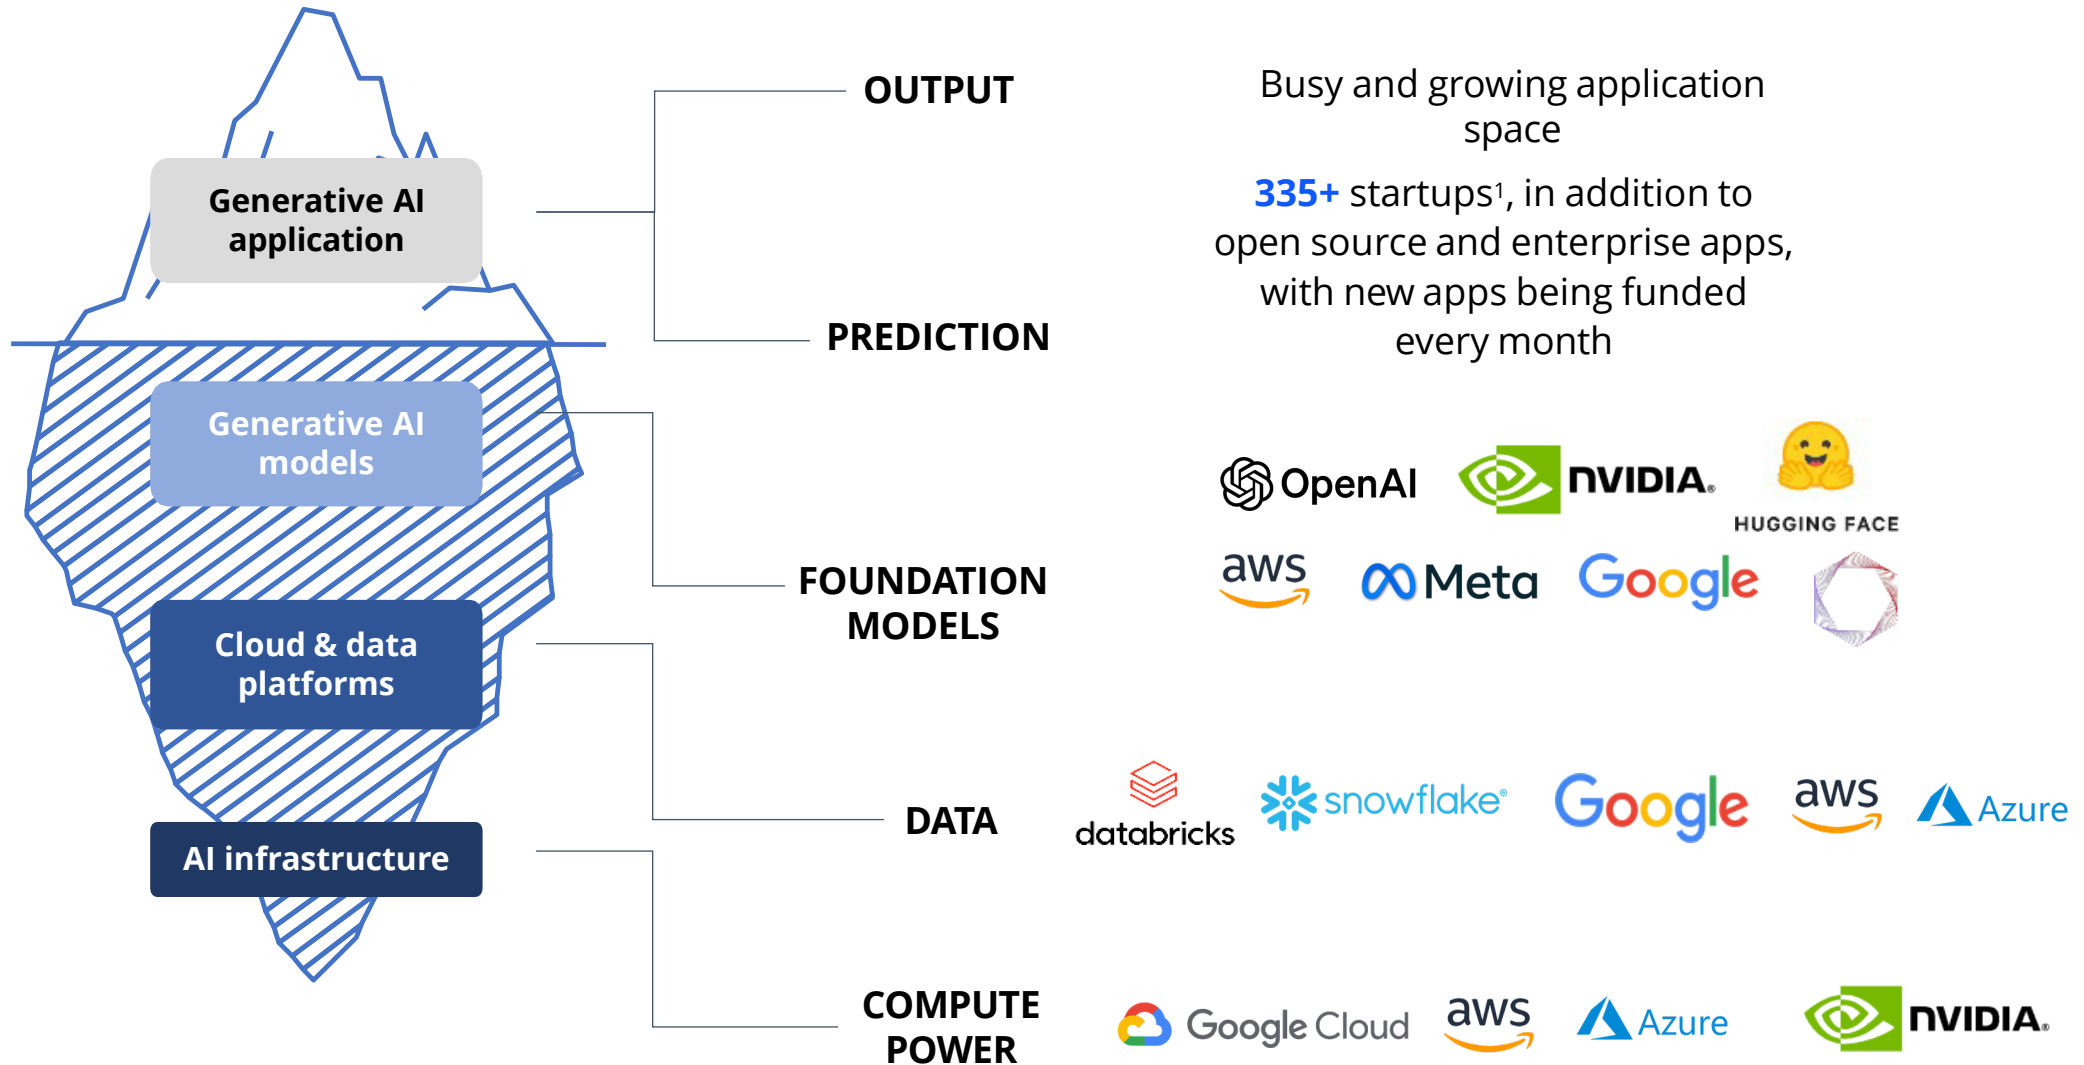 Generative AI
application
Generative AI
models
Cloud & data
platforms
AI infrastructure
OUTPUT
PREDICTION
Busy and growing application
space
335+ startups¹, in addition to
open source and enterprise apps,
with new apps being funded
every month
FOUNDATION
MODELS
OpenAI
NVIDIA®
HUGGING FACE
aws
Meta
Google
DATA
databricks
snowflake®
Google
aws
Azure
COMPUTE
POWER
Google Cloud
aws
Azure
NVIDIA®